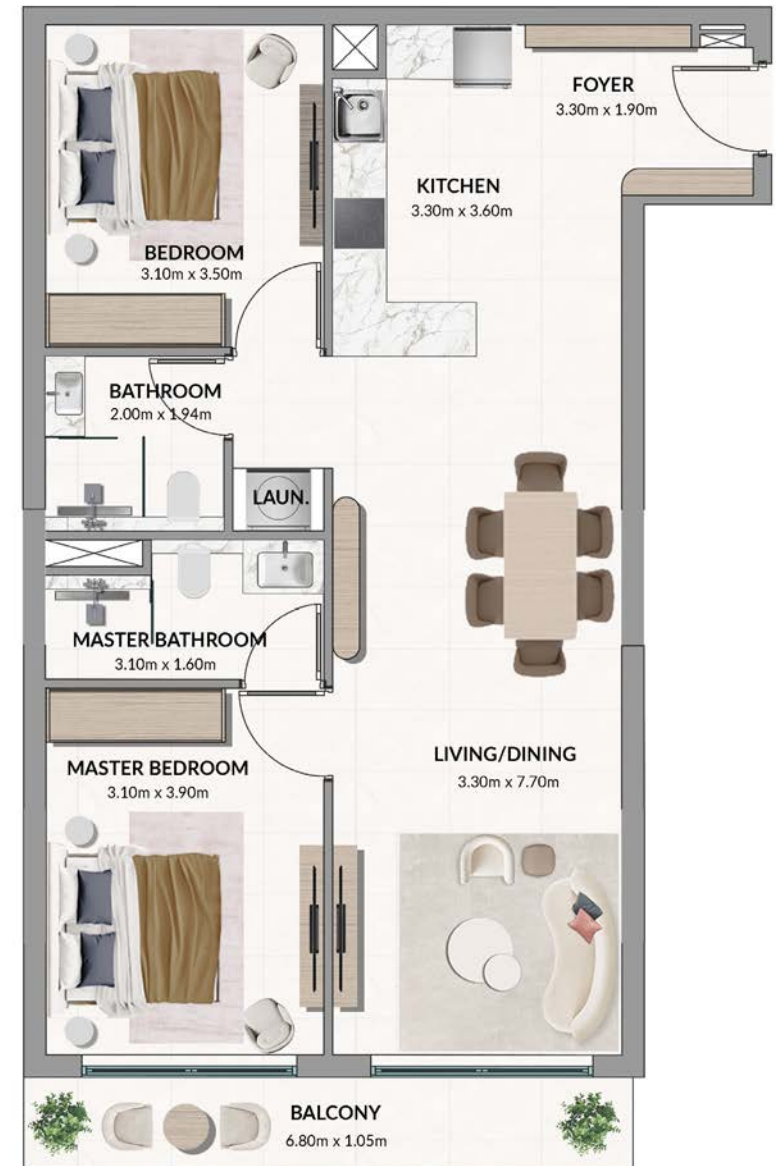 FOYER
3.30m x 1.90m
KITCHEN
3.30m x 3.60m
BEDROOM
3.10m x 3.50m
BATHROOM
2.00m x 1.94m
LAUN.
MASTER BATHROOM
3.10m x 1.60m
MASTER BEDROOM
3.10m x 3.90m
LIVING/DINING
3.30m x 7.70m
BALCONY
6.80m x 1.05m